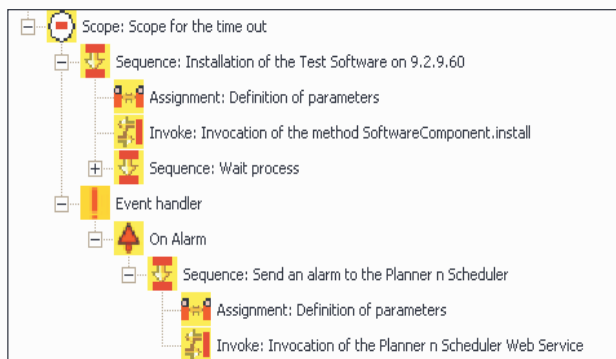 Scope: Scope for the time out
Sequence: Installation of the Test Software on 9.2.9.60
Assignment: Definition of parameters
Invoke: Invocation of the method SoftwareComponent.install
Sequence: Wait process
Event handler
On Alarm
Sequence: Send an alarm to the Planner n Scheduler
Assignment: Definition of parameters
Invoke: Invocation of the Planner n Scheduler Web Service